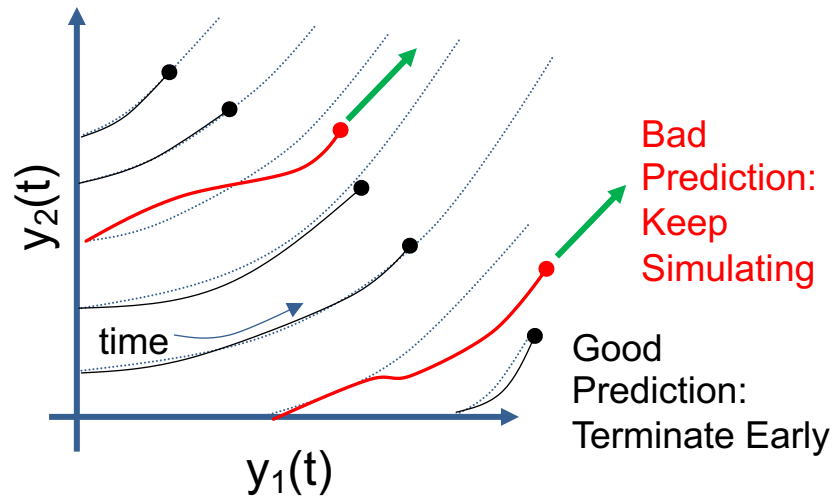 y₂(t)
time
y₁(t)
Bad
Prediction:
Keep
Simulating
Good
Prediction:
Terminate Early